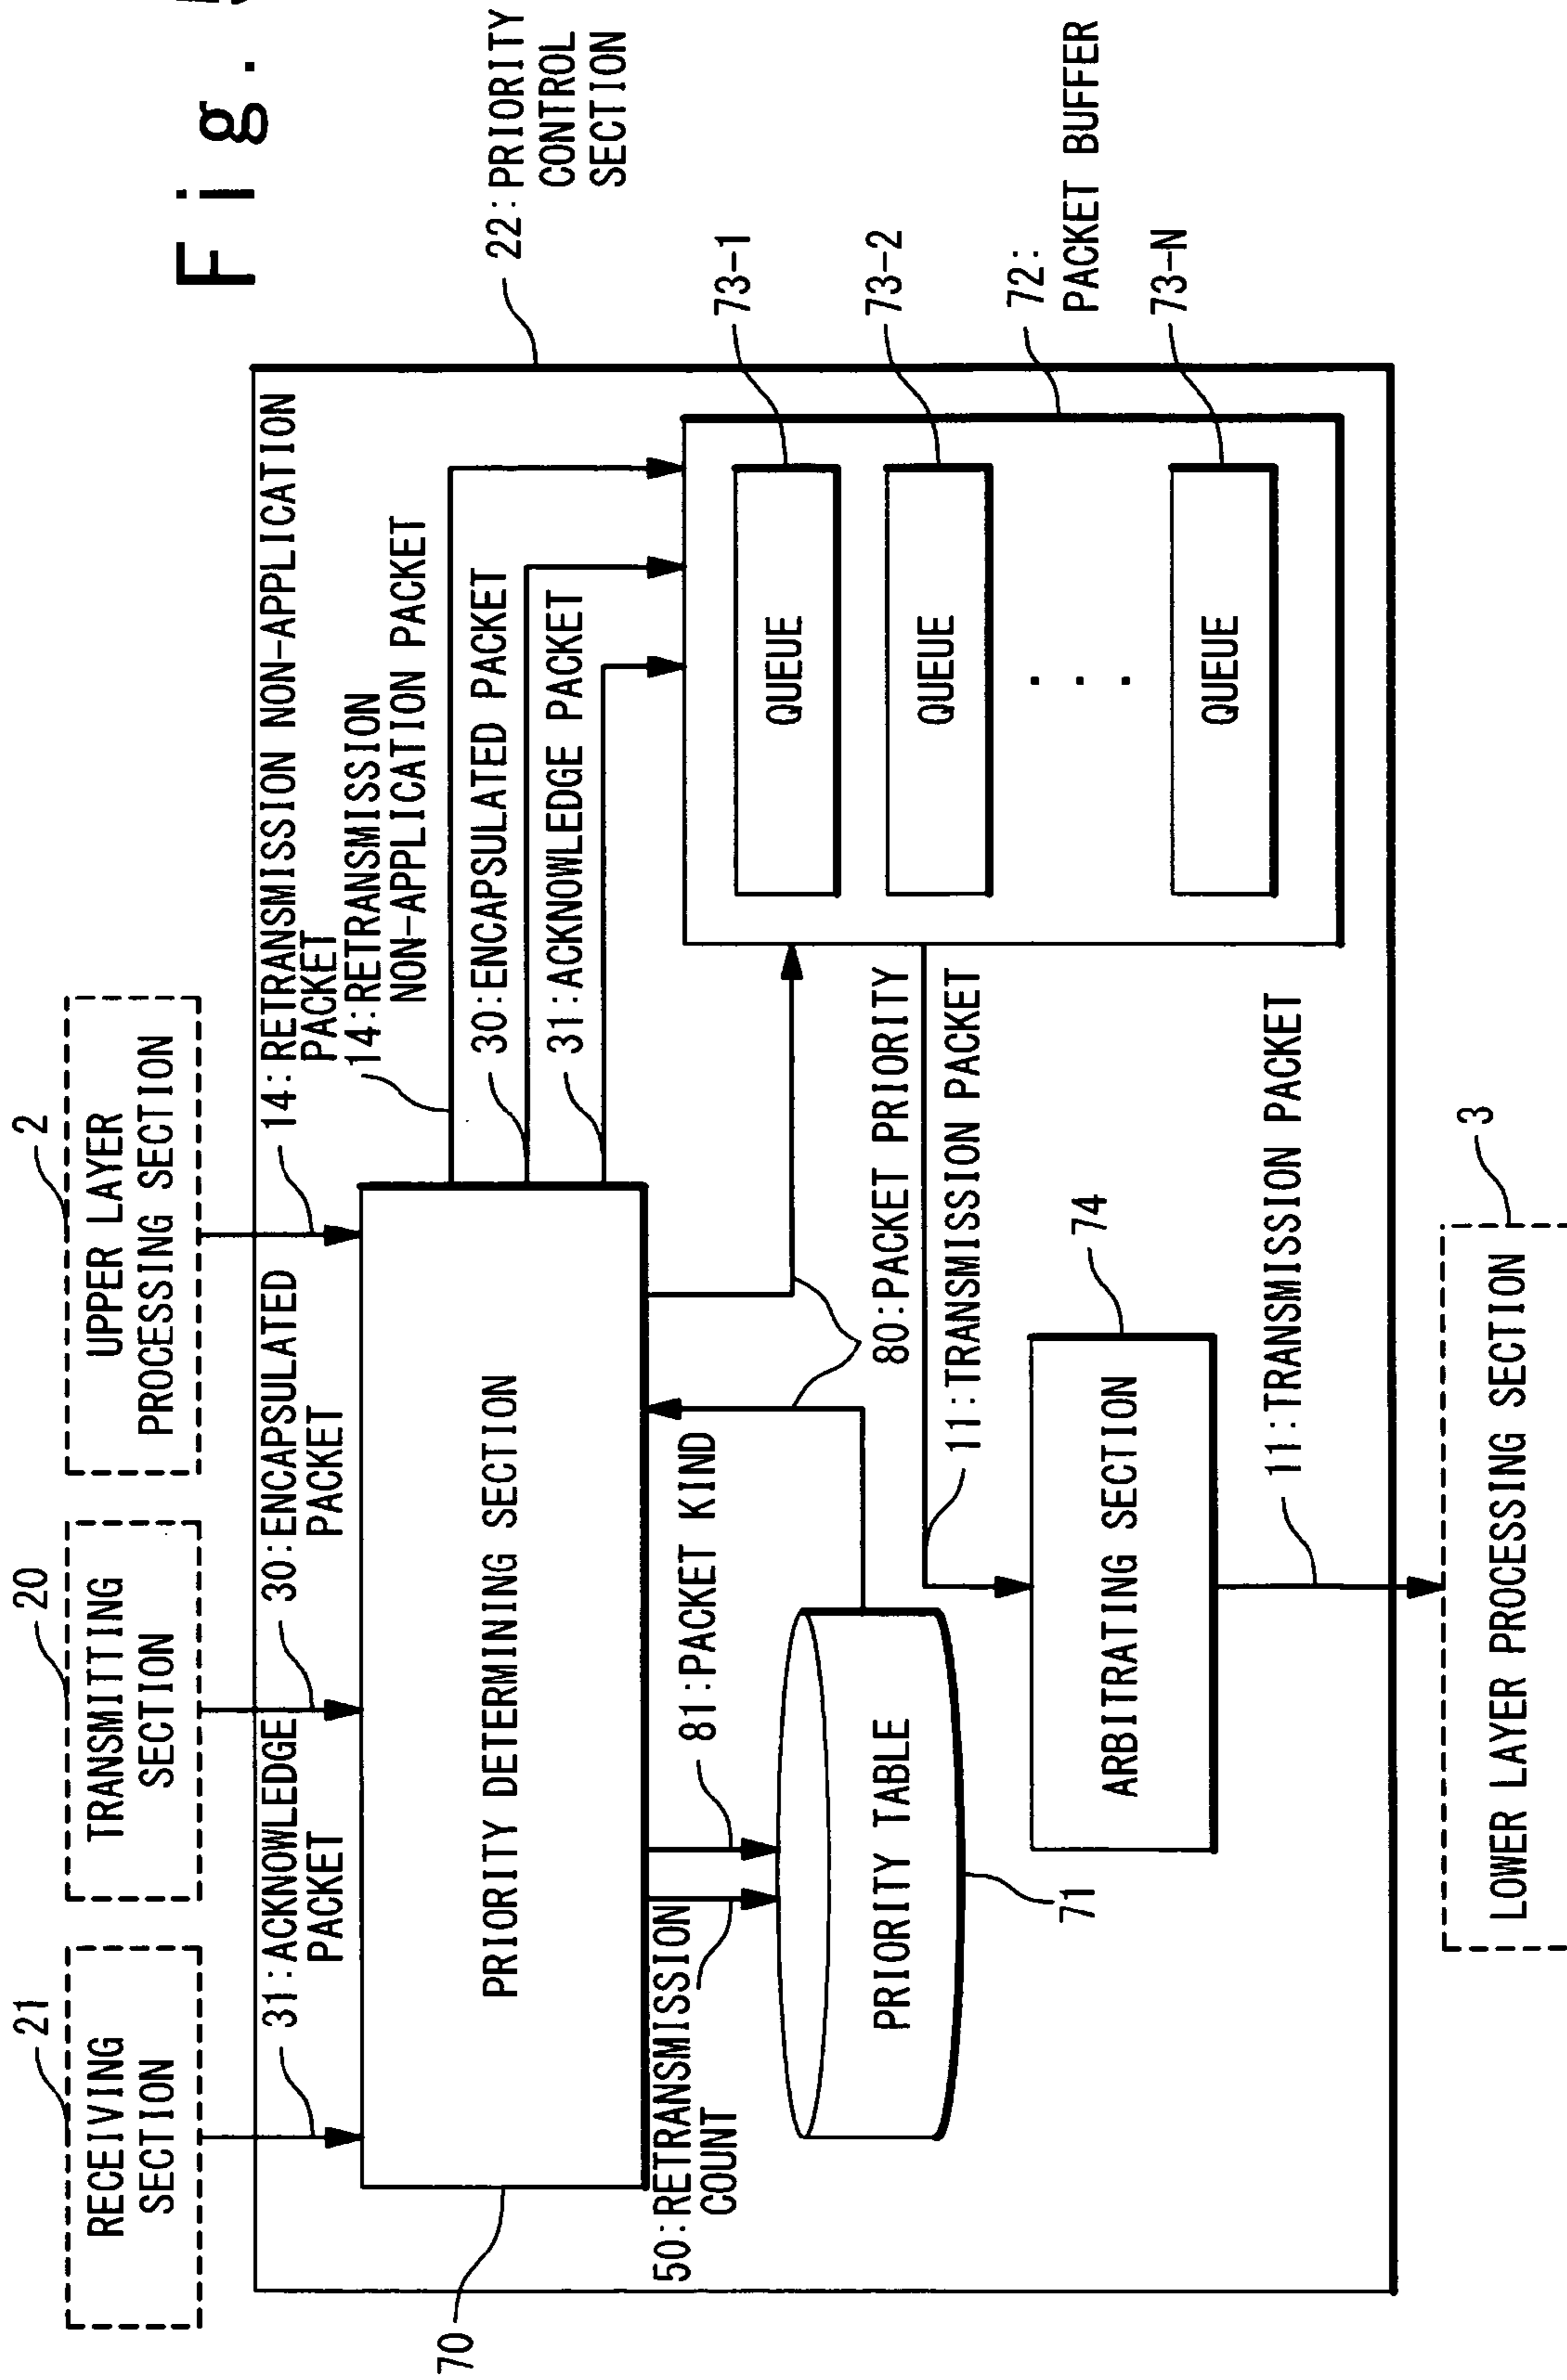 Fig.
21
20
2
RECEIVING
SECTION
TRANSMITTING
SECTION
UPPER LAYER
PROCESSING SECTION
31:ACKNOWLEDGE
PACKET
30:ENCAPSULATED
PACKET
14:RETRANSMISSION NON-APPLICATION
PACKET
22:PRIORITY
CONTROL
SECTION
14:RETRANSMISSION
NON-APPLICATION PACKET
30:ENCAPSULATED PACKET
31:ACKNOWLEDGE PACKET
70
PRIORITY DETERMINING SECTION
50:RETRANSMISSION
COUNT
81:PACKET KIND
80:PACKET PRIORITY
11:TRANSMISSION PACKET
PRIORITY TABLE
71
74
ARBITRATING SECTION
11:TRANSMISSION PACKET
QUEUE
73-1
QUEUE
73-2
. . .
72:
PACKET BUFFER
QUEUE
73-N
3
LOWER LAYER PROCESSING SECTION